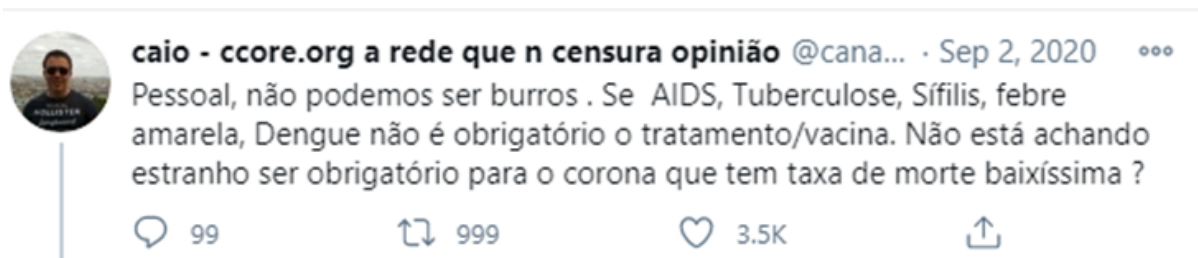 caio - ccore.org a rede que n censura opinião @cana... · Sep 2, 2020
Pessoal, não podemos ser burros . Se  AIDS, Tuberculose, Sífilis, febre
amarela, Dengue não é obrigatório o tratamento/vacina. Não está achando
estranho ser obrigatório para o corona que tem taxa de morte baixíssima ?
99 999 3.5K
HOLLISTER